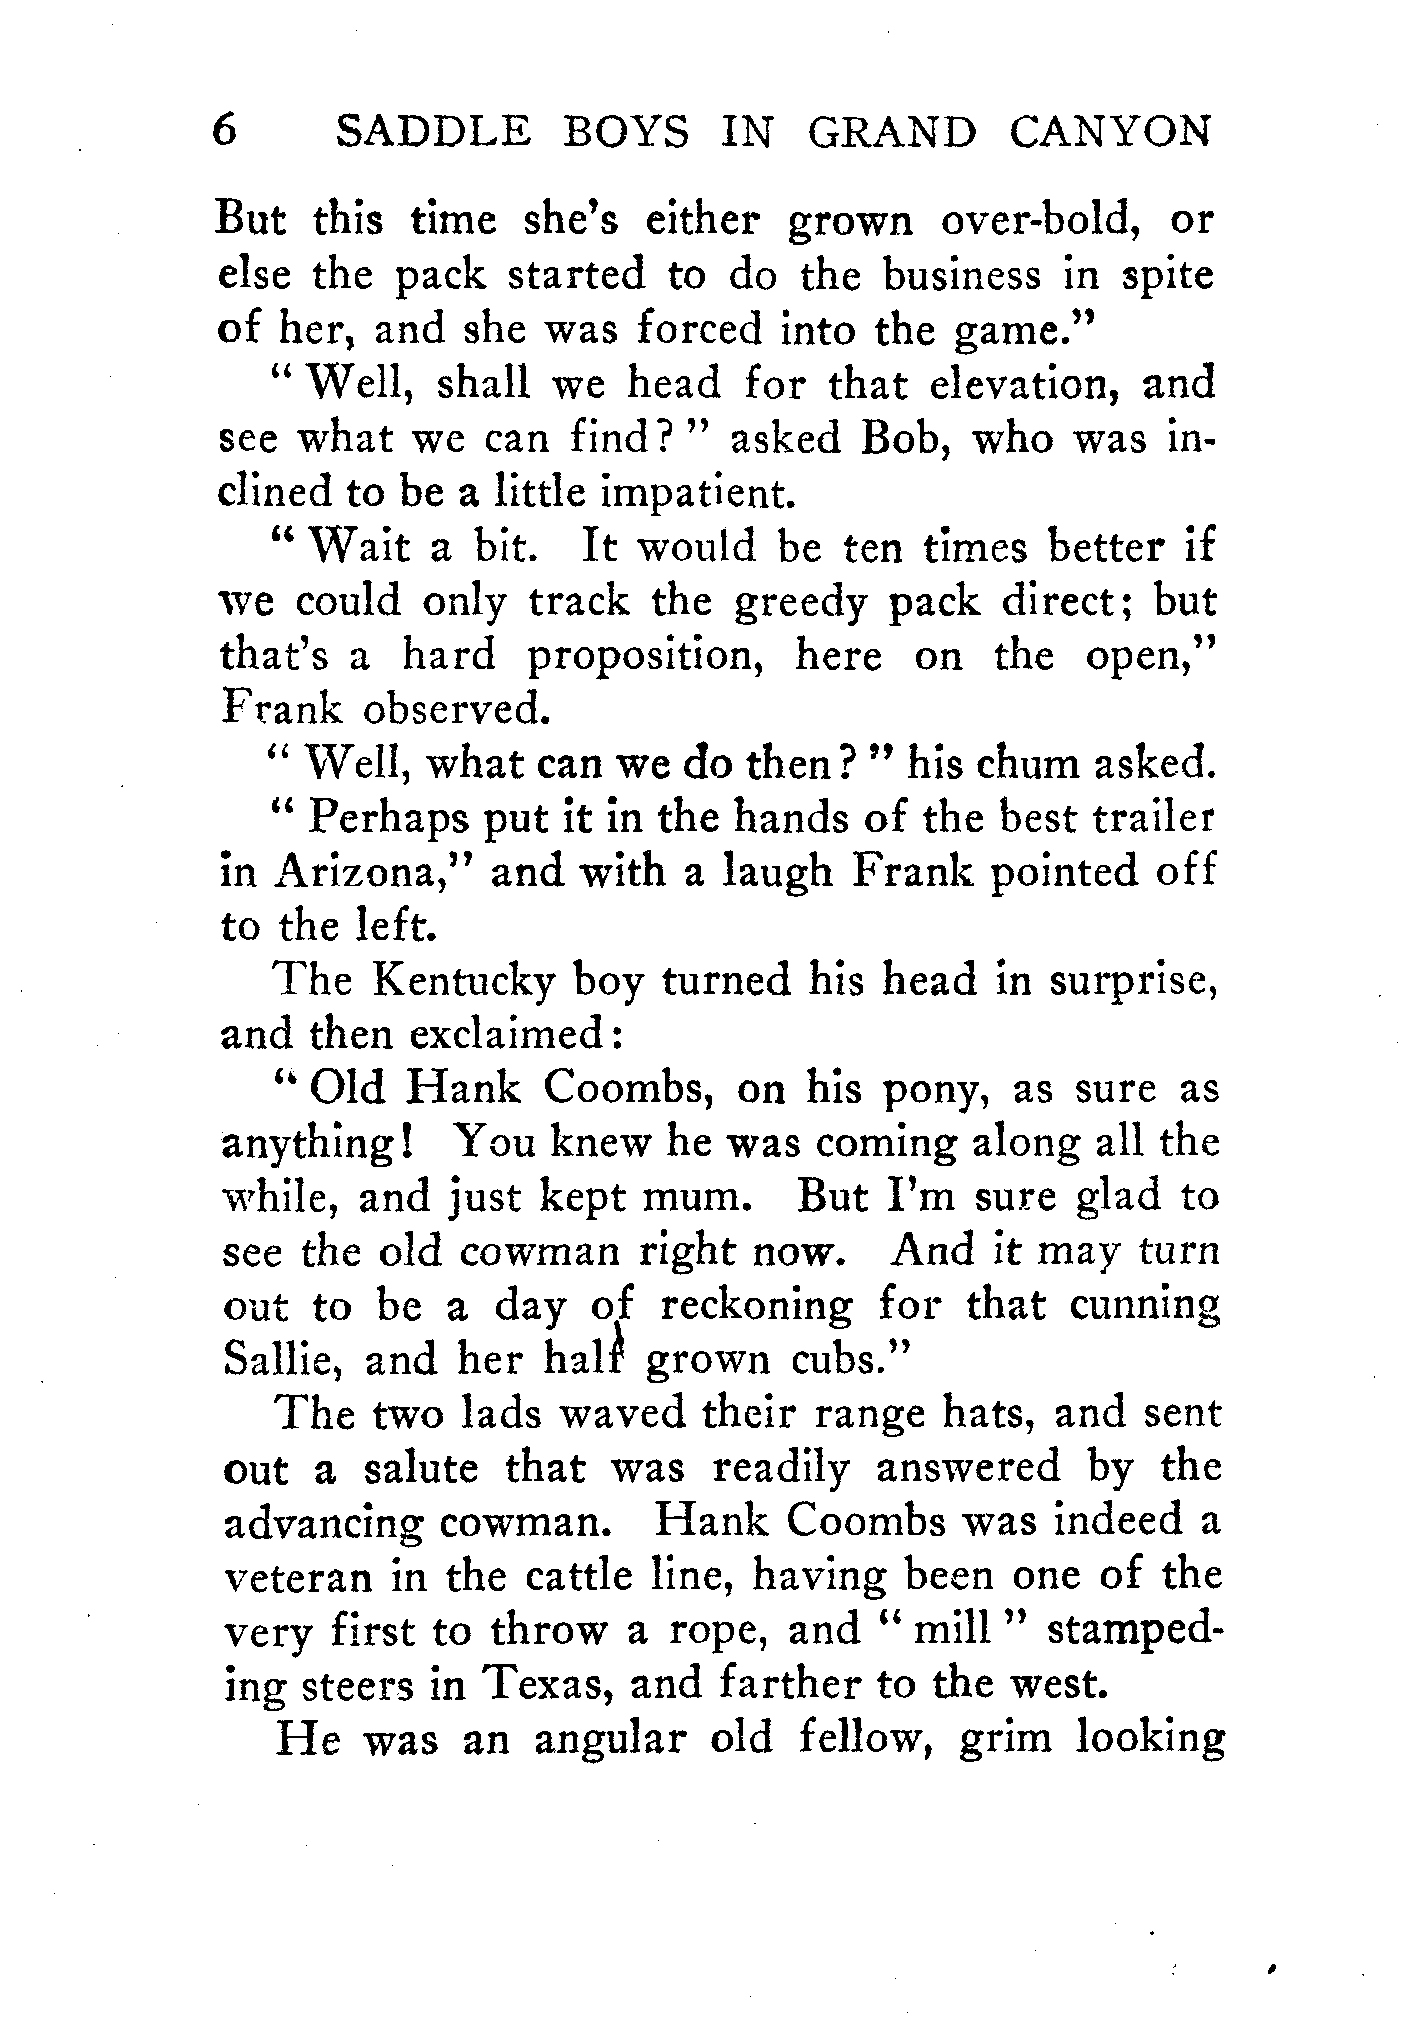 6 SADDLE BOYS IN GRAND CANYON
But this time she's either grown over-bold, or
else the pack started to do the business in spite
of her, and she was forced into the game."
" Well, shall we head for that elevation, and
see what we can find? " asked Bob, who was in-
clined to be a little impatient.
" Wait a bit. It would be ten times better if
we could only track the greedy pack direct; but
that's a hard proposition, here on the open,"
Frank observed.
" Well, what can we do then? " his chum asked.
" Perhaps put it in the hands of the best trailer
in Arizona," and with a laugh Frank pointed off
to the left.
The Kentucky boy turned his head in surprise,
and then exclaimed:
" Old Hank Coombs, on his pony, as sure as
anything! You knew he was coming along all the
while, and just kept mum. But I'm sure glad to
see the old cowman right now. And it may turn
out to be a day of reckoning for that cunning
Sallie, and her half grown cubs."
The two lads waved their range hats, and sent
out a salute that was readily answered by the
advancing cowman. Hank Coombs was indeed a
veteran in the cattle line, having been one of the
very first to throw a rope, and " mill " stamped-
ing steers in Texas, and farther to the west.
He was an angular old fellow, grim looking